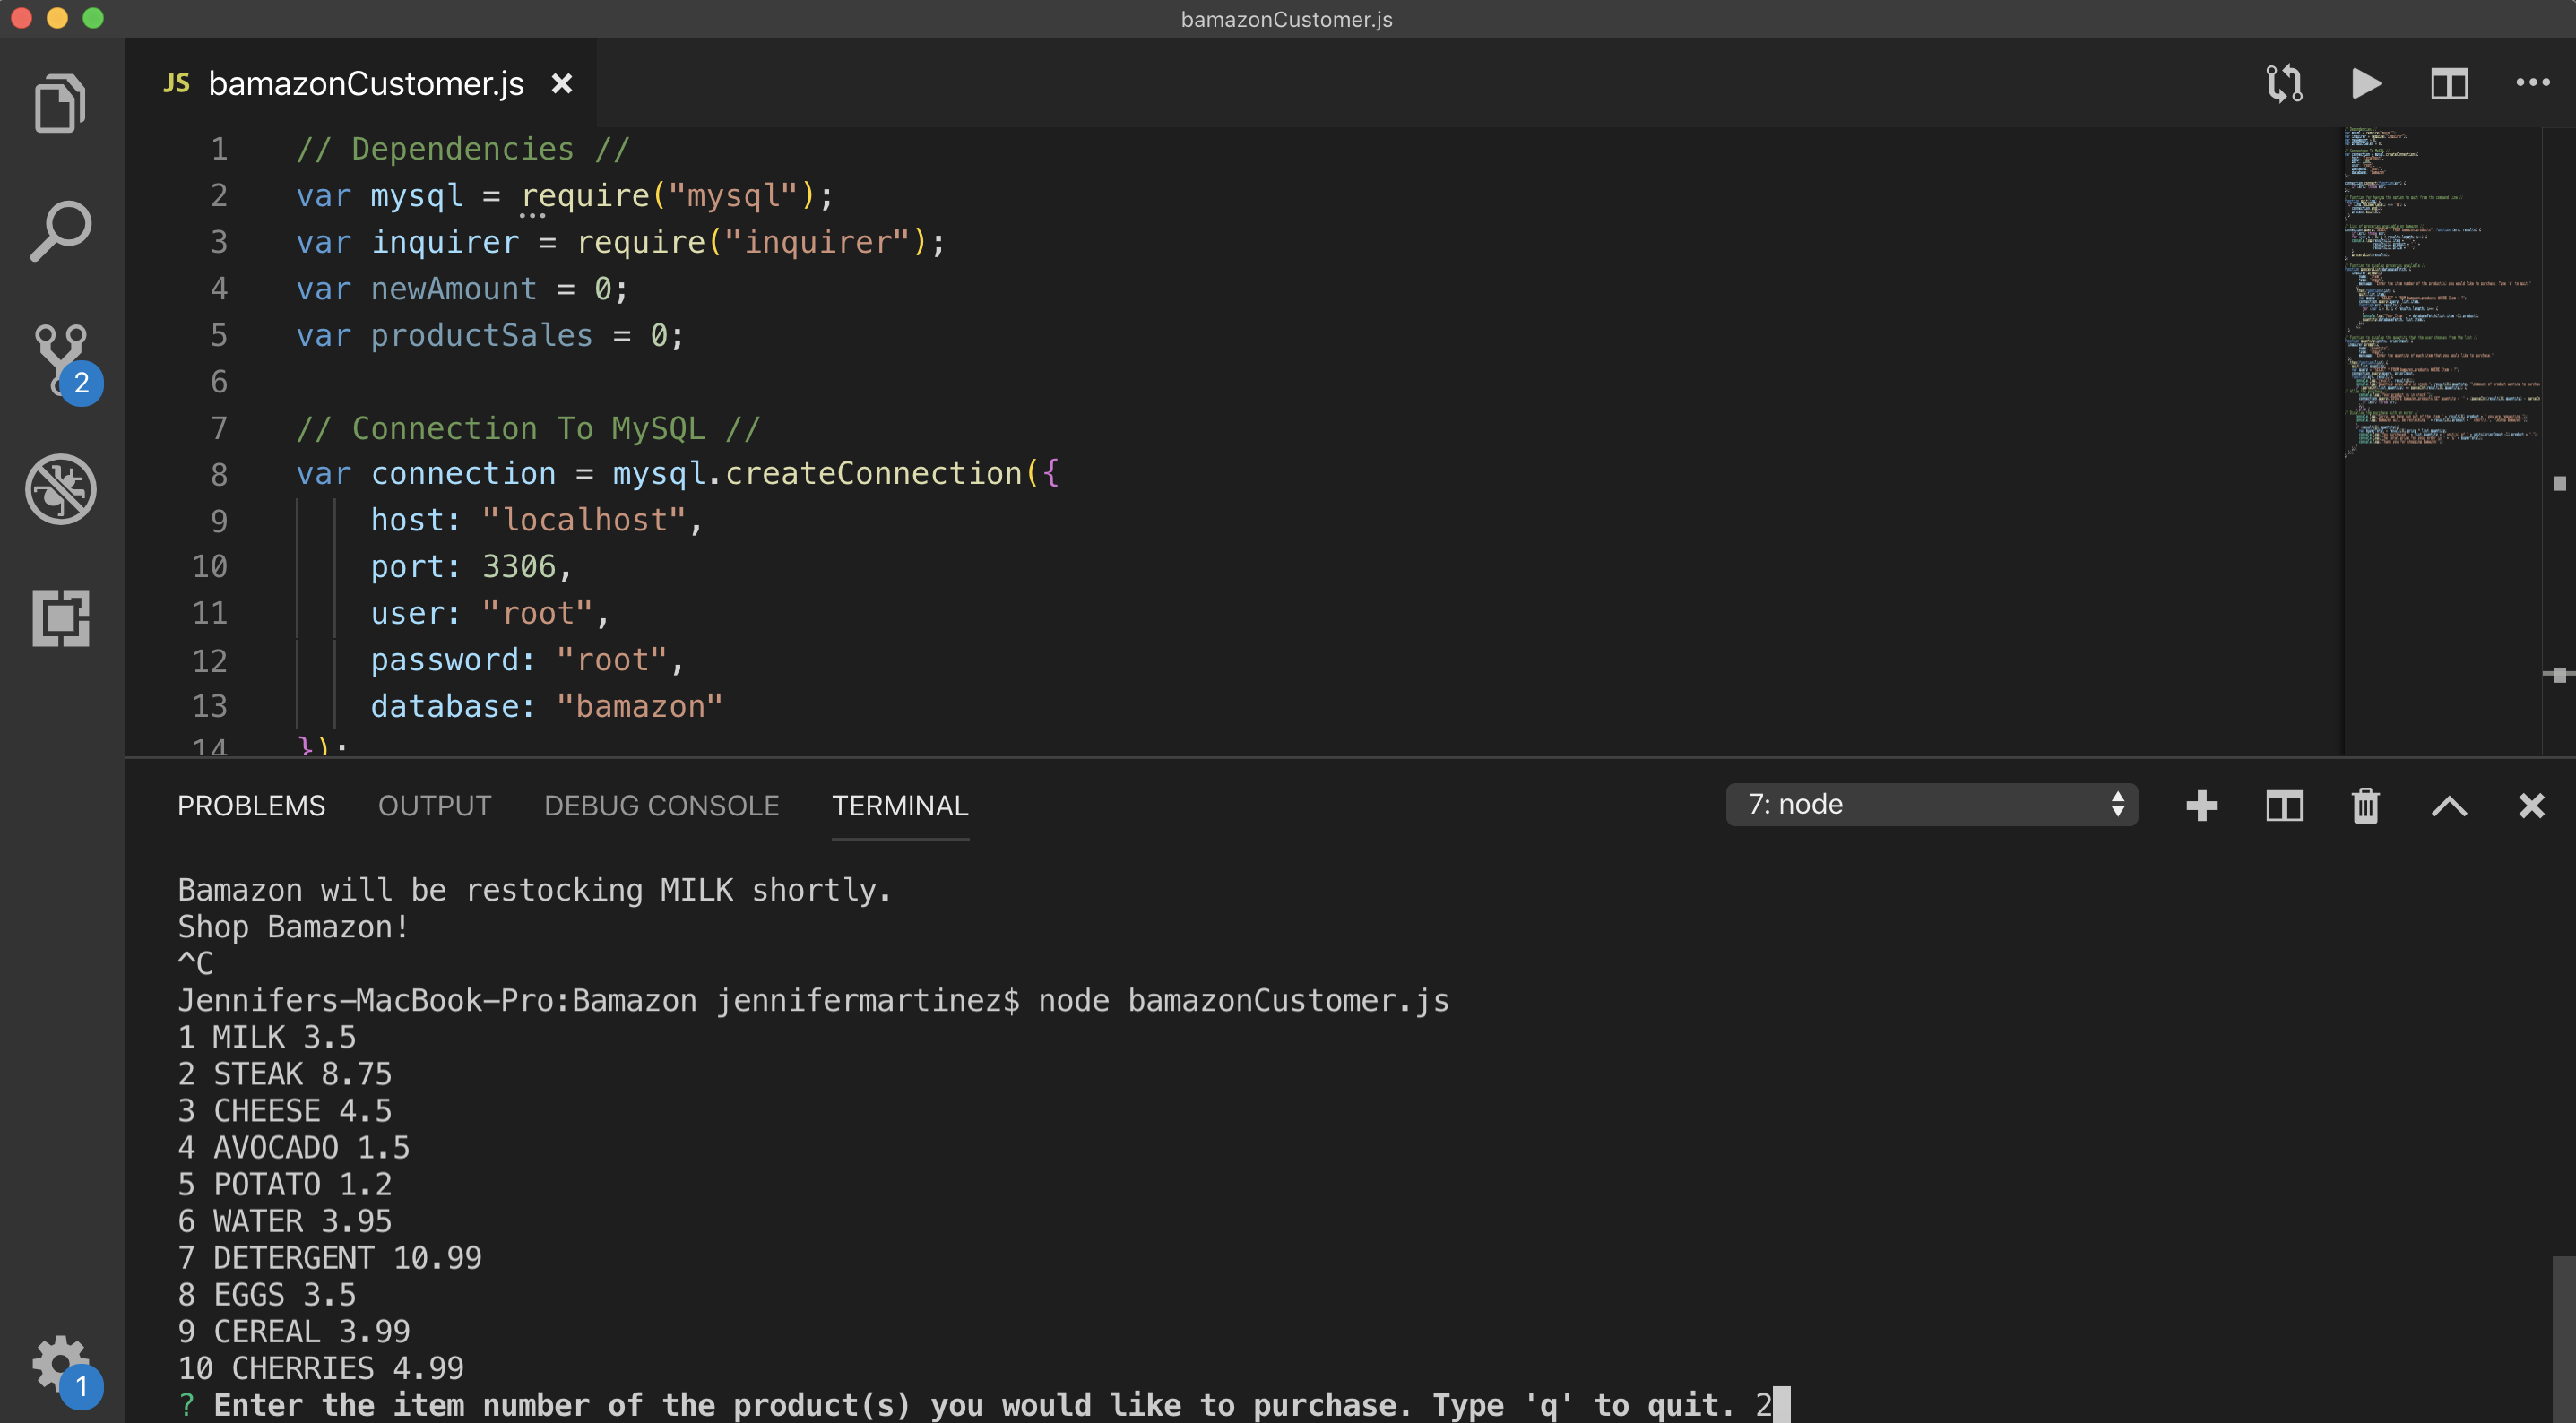 bamazonCustomer.js
JS bamazonCustomer.js
1 // Dependencies //
2 var mysql = require("mysql");
3 var inquirer = require("inquirer");
4 var newAmount = 0;
5 var productSales = 0;
6
7 // Connection To MySQL //
8 var connection = mysql.createConnection({
9 host: "localhost",
10 port: 3306,
11 user: "root",
12 password: "root",
13 database: "bamazon"
14 });
2
1
PROBLEMS OUTPUT DEBUG CONSOLE TERMINAL 7: node
Bamazon will be restocking MILK shortly.
Shop Bamazon!
^C
Jennifers-MacBook-Pro:Bamazon jennifermartinez$ node bamazonCustomer.js
1 MILK 3.5
2 STEAK 8.75
3 CHEESE 4.5
4 AVOCADO 1.5
5 POTATO 1.2
6 WATER 3.95
7 DETERGENT 10.99
8 EGGS 3.5
9 CEREAL 3.99
10 CHERRIES 4.99
? Enter the item number of the product(s) you would like to purchase. Type 'q' to quit. 2